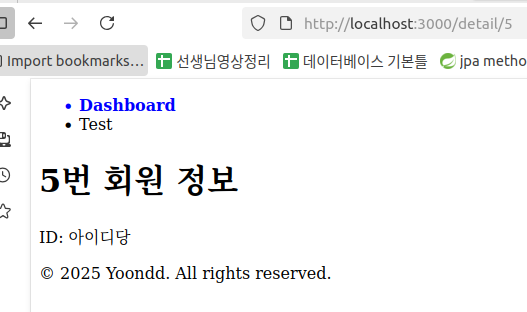 http://localhost:3000/detail/5
Import bookmarks… 선생님영상정리 데이터베이스 기본틀 jpa metho
Dashboard
Test
5번 회원 정보
ID: 아이디당
© 2025 Yoondd. All rights reserved.